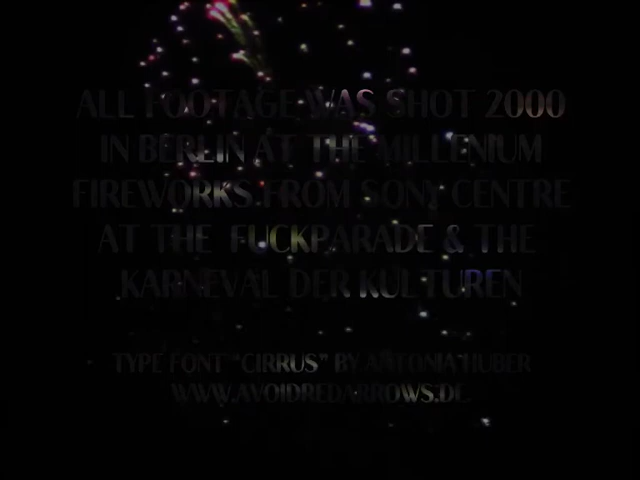 ALL FOOTAGE WAS SHOT 2000
IN BERLIN AT THE MILLENIUM
FIREWORKS FROM SONY CENTRE
AT THE FUCKPARADE & THE
KARNEVAL DER KULTUREN
TYPE FONT "CIRRUS" BY ANTONIA HUBER
WWW.AVOIDREDARROWS.DE